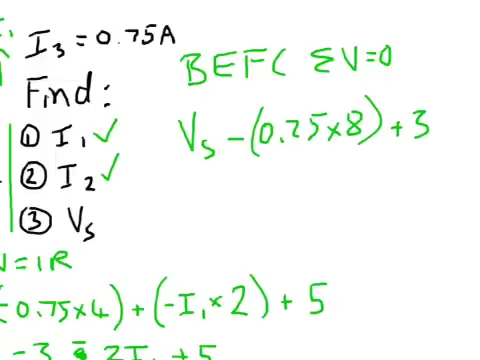 I₃ = 0.75A
BEFC ΣV=0
Find:
① I₁ ✓
Vs - (0.75×8) + 3
② I₂ ✓
③ Vs
V = IR
0.75×4) + (-I₁ × 2) + 5
-3 - 2I₁ + 5